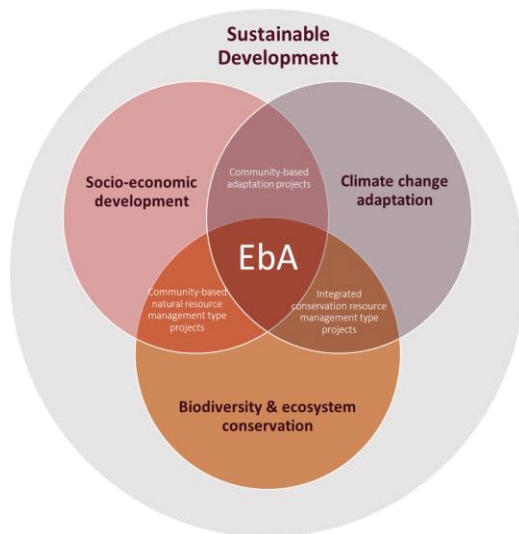 Sustainable
Development
Community-based
adaptation projects
Socio-economic
development
Climate change
adaptation
EbA
Community-based
natural resource
management type
projects
Integrated
conservation resource
management type
projects
Biodiversity & ecosystem
conservation